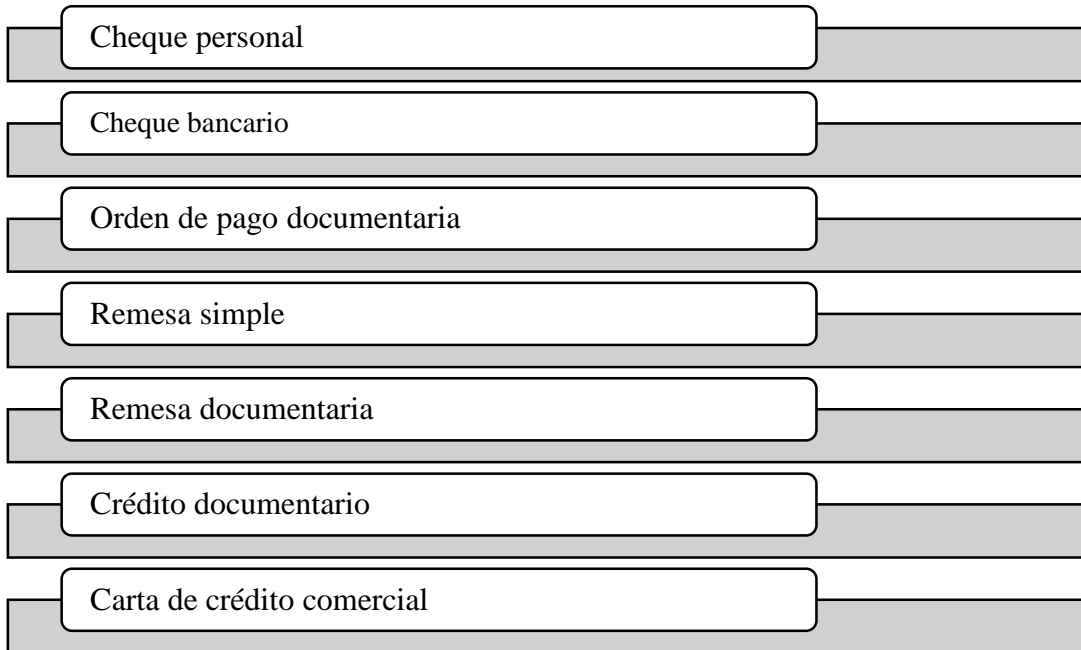 Cheque personal
Cheque bancario
Orden de pago documentaria
Remesa simple
Remesa documentaria
Crédito documentario
Carta de crédito comercial